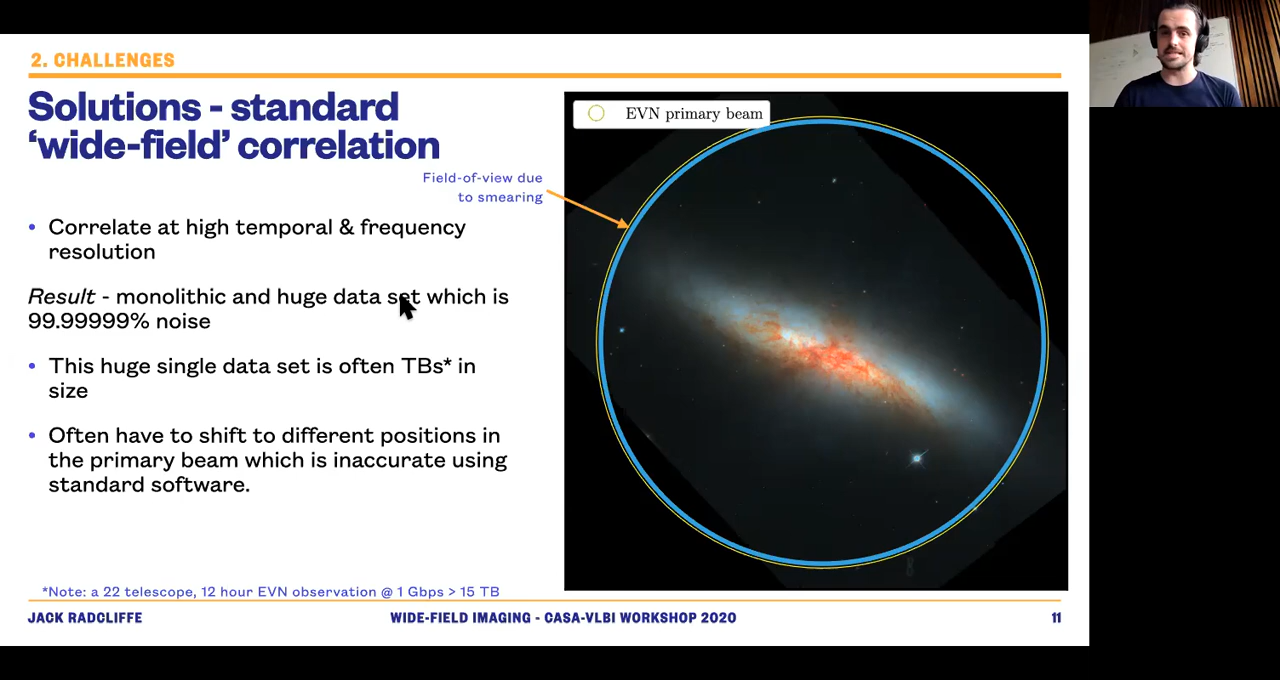 2. CHALLENGES
Solutions - standard
‘wide-field’ correlation
EVN primary beam
Field-of-view due
to smearing
• Correlate at high temporal & frequency
resolution
Result - monolithic and huge data set which is
99.99999% noise
• This huge single data set is often TBs* in
size
• Often have to shift to different positions in
the primary beam which is inaccurate using
standard software.
*Note: a 22 telescope, 12 hour EVN observation @ 1 Gbps > 15 TB
JACK RADCLIFFE
WIDE-FIELD IMAGING - CASA-VLBI WORKSHOP 2020
11